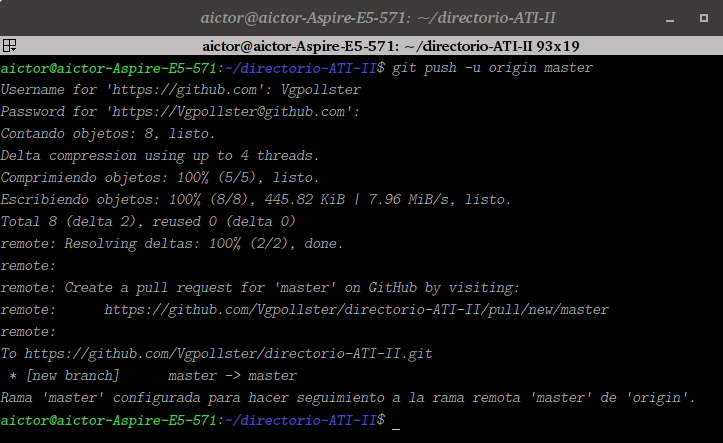 aictor@aictor-Aspire-E5-571: ~/directorio-ATI-II
aictor@aictor-Aspire-E5-571: ~/directorio-ATI-II 93x19
aictor@aictor-Aspire-E5-571:~/directorio-ATI-II$ git push -u origin master
Username for 'https://github.com': Vgpollster
Password for 'https://Vgpollster@github.com':
Contando objetos: 8, listo.
Delta compression using up to 4 threads.
Comprimiendo objetos: 100% (5/5), listo.
Escribiendo objetos: 100% (8/8), 445.82 KiB | 7.96 MiB/s, listo.
Total 8 (delta 2), reused 0 (delta 0)
remote: Resolving deltas: 100% (2/2), done.
remote:
remote: Create a pull request for 'master' on GitHub by visiting:
remote:      https://github.com/Vgpollster/directorio-ATI-II/pull/new/master
remote:
To https://github.com/Vgpollster/directorio-ATI-II.git
 * [new branch]      master -> master
Rama 'master' configurada para hacer seguimiento a la rama remota 'master' de 'origin'.
aictor@aictor-Aspire-E5-571:~/directorio-ATI-II$ _